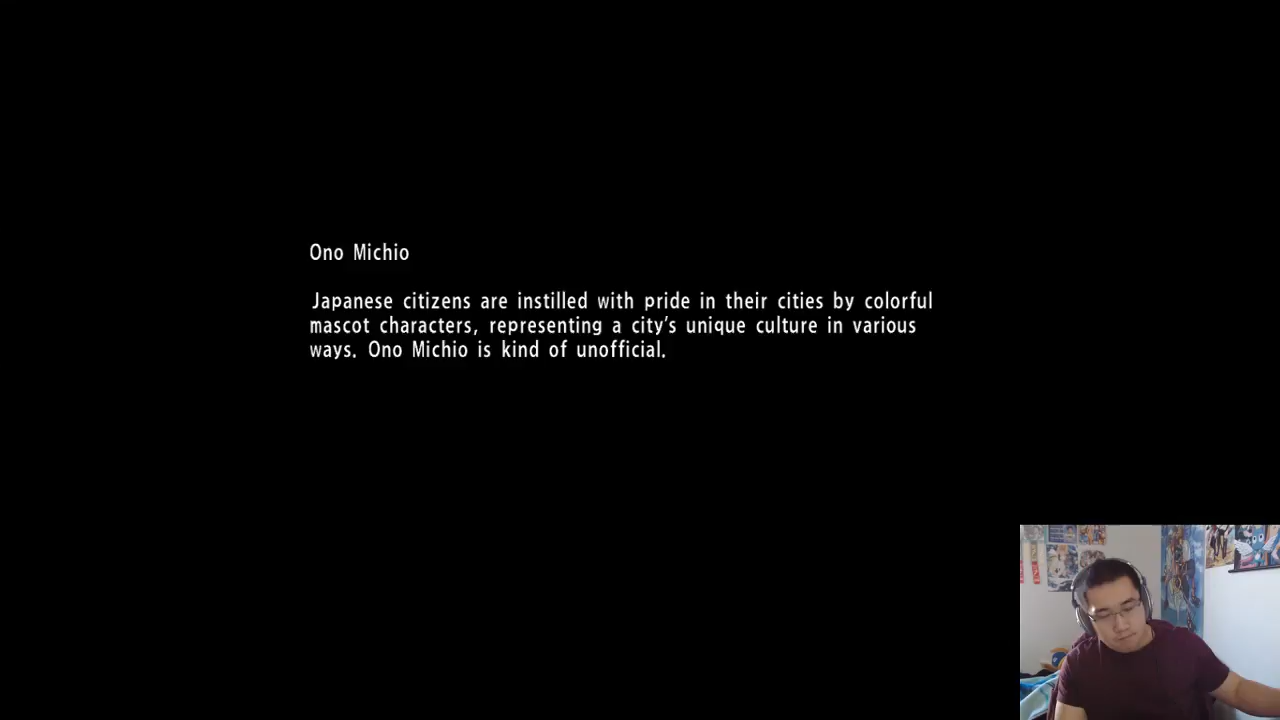 Ono Michio
Japanese citizens are instilled with pride in their cities by colorful
mascot characters, representing a city's unique culture in various
ways. Ono Michio is kind of unofficial.